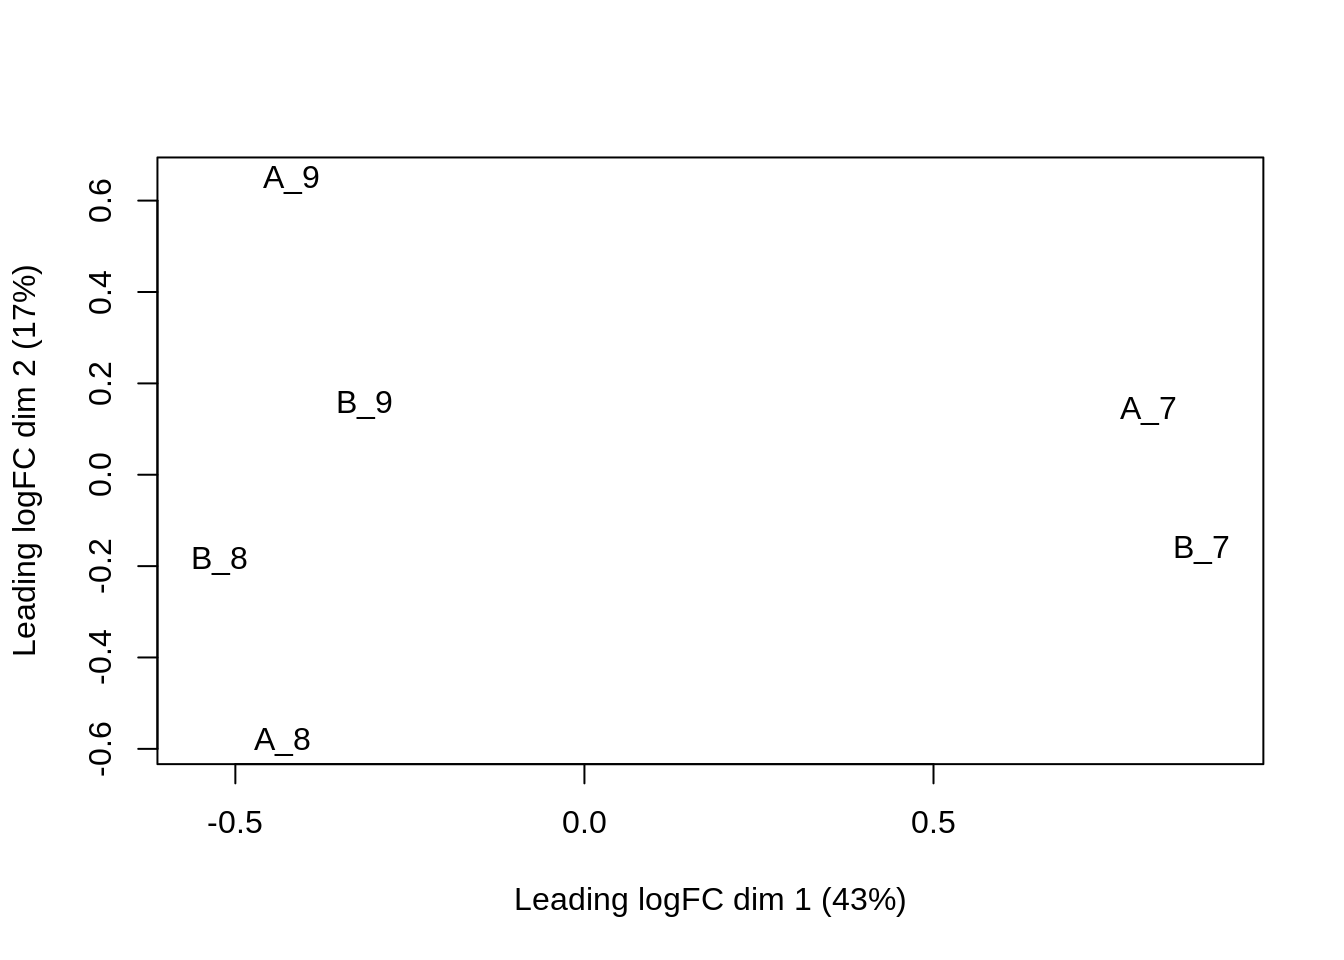 A_9
B_9
A_7
B_7
B_8
A_8
0.6
0.4
0.2
0.0
-0.2
-0.4
-0.6
Leading logFC dim 2 (17%)
-0.5 0.0 0.5
Leading logFC dim 1 (43%)